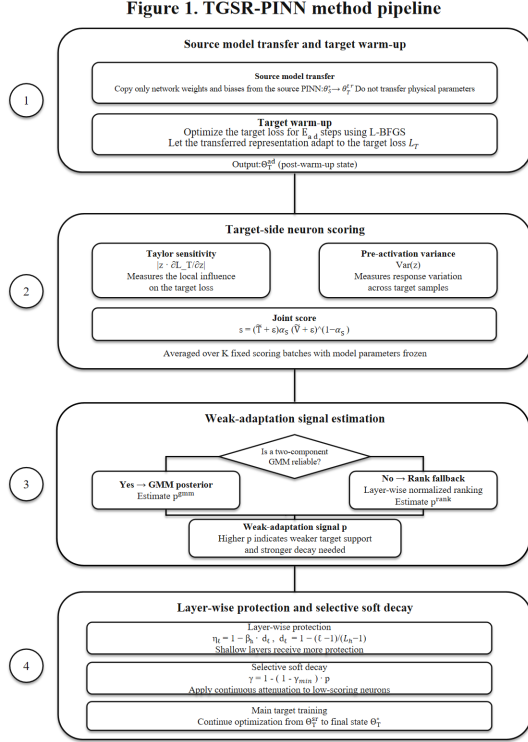 Figure 1. TGSR-PINN method pipeline
1
Source model transfer and target warm-up
Source model transfer
Copy only network weights and biases from the source PINN: Do not transfer physical parameters
Target warm-up
Optimize the target loss for E_ad steps using L-BFGS
Let the transferred representation adapt to the target loss L_T
Output:Θ_T^ad (post-warm-up state)
2
Target-side neuron scoring
Taylor sensitivity
|z · ∂L_T/∂z|
Measures the local influence
on the target loss
Pre-activation variance
Var(z)
Measures response variation
across target samples
Joint score
s = (T̃ + ε)α_S (Ṽ + ε)^(1−α_S )
Averaged over K fixed scoring batches with model parameters frozen
3
Weak-adaptation signal estimation
Is a two-component
GMM reliable?
Yes → GMM posterior
Estimate p^gmm
No → Rank fallback
Layer-wise normalized ranking
Estimate p^rank
Weak-adaptation signal p
Higher p indicates weaker target support
and stronger decay needed
4
Layer-wise protection and selective soft decay
Layer-wise protection
η_ℓ = 1 − β_h · d_ℓ , d_ℓ = 1 − (ℓ −1)/(L_h−1)
Shallow layers receive more protection
Selective soft decay
γ = 1 - ( 1 - γ_min ) · p
Apply continuous attenuation to low-scoring neurons
Main target training
Continue optimization from Θ_T^sr to final state Θ_T^*